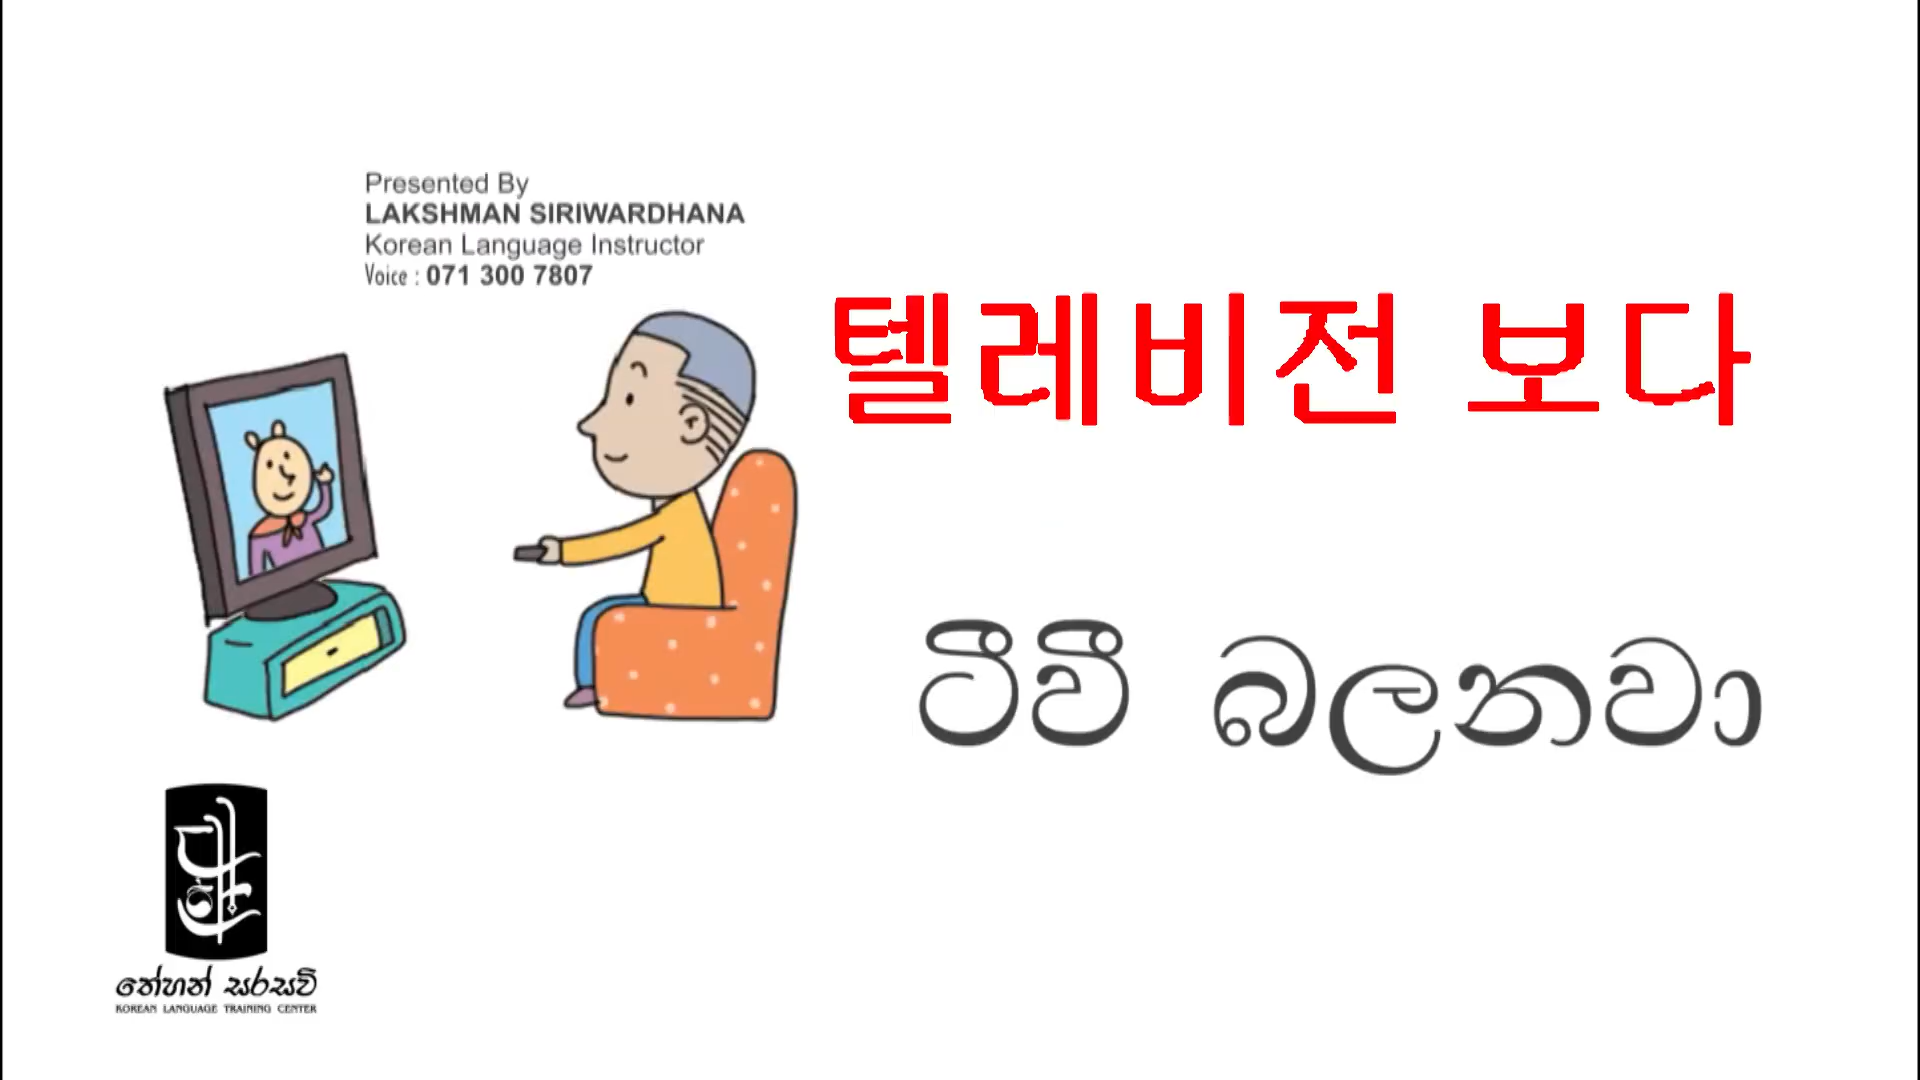 Presented By
LAKSHMAN SIRIWARDHANA
Korean Language Instructor
Voice : 071 300 7807
텔레비전 보다
ටීවී බලනවා
තේහන් සරසවි
KOREAN LANGUAGE TRAINING CENTER